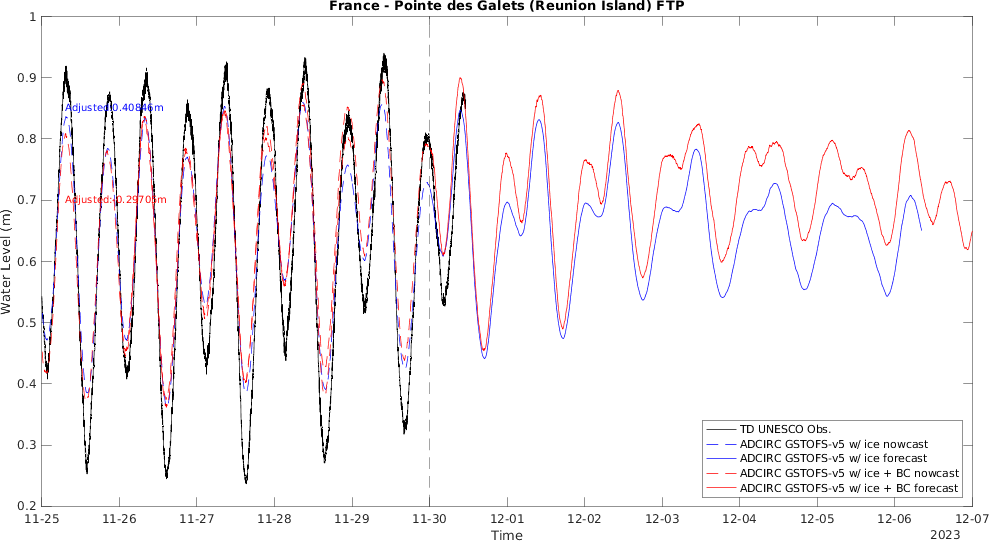 France - Pointe des Galets (Reunion Island) FTP
1
0.9
0.8
0.7
0.6
0.5
0.4
0.3
0.2
Water Level (m)
Adjusted:0.40846m
Adjusted:-0.29705m
TD UNESCO Obs.
ADCIRC GSTOFS-v5 w/ ice nowcast
ADCIRC GSTOFS-v5 w/ ice forecast
ADCIRC GSTOFS-v5 w/ ice + BC nowcast
ADCIRC GSTOFS-v5 w/ ice + BC forecast
11-25 11-26 11-27 11-28 11-29 11-30 12-01 12-02 12-03 12-04 12-05 12-06 12-07
Time
2023